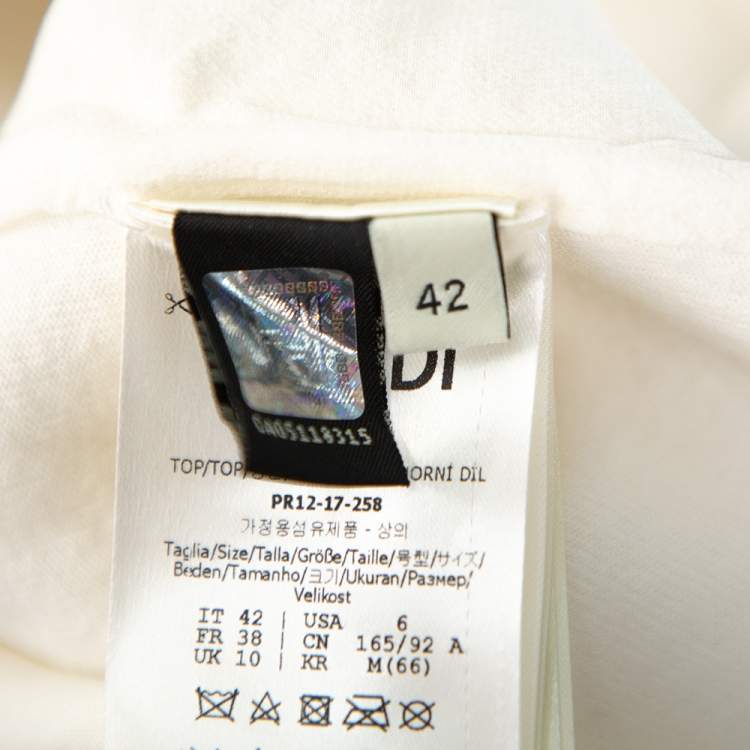 42
DI
0A05118315
TOP/TOP/
ORNÍ DÍL
PR12-17-258
가정용섬유제품 - 상의
Taglia/Size/Talla/Größe/Taille/号型/サイズ/
Beden/Tamanho/크기/Ukuran/Размер/
Velikost
IT 42 | USA 6
FR 38 | CN 165/92 A
UK 10 | KR M(66)